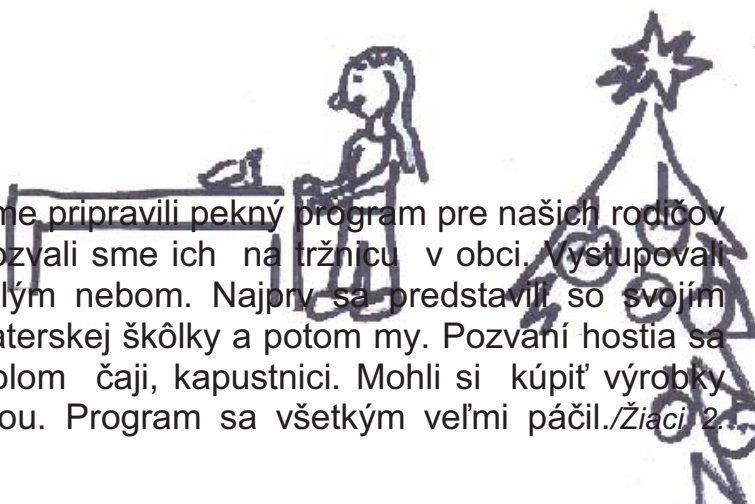 me pripravili pekný program pre našich rodičov
ozvali sme ich na tržnicu v obci. Vystupovali
lým nebom. Najprv sa predstavili so svojím
aterskej škôlky a potom my. Pozvaní hostia sa
olom čaji, kapustnici. Mohli si kúpiť výrobky
ou. Program sa všetkým veľmi páčil./Žiaci 2.